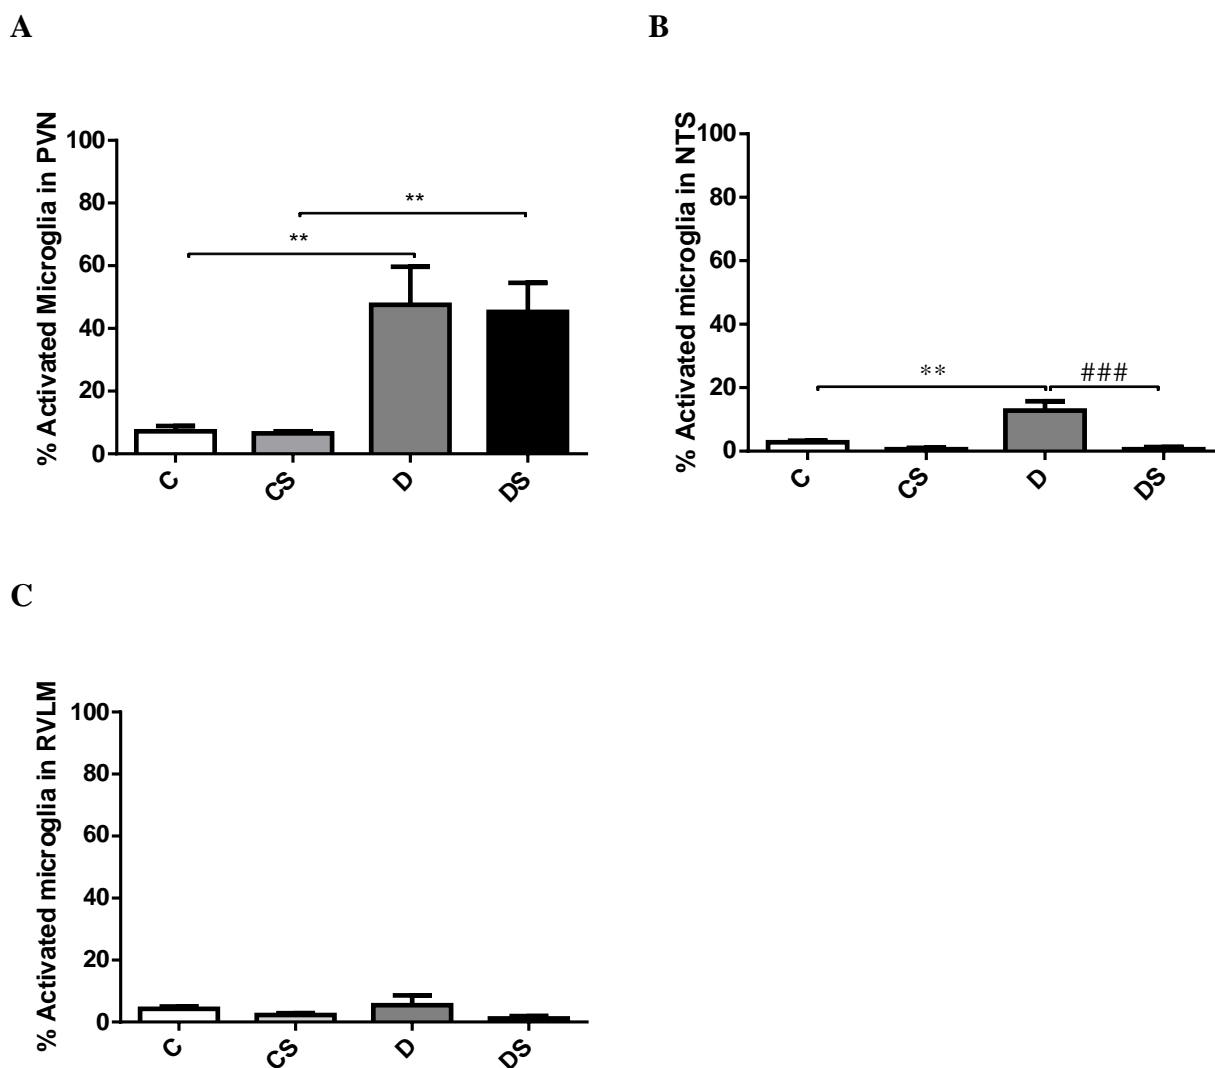 A
% Activated Microglia in PVN
100
80
60
40
20
0
**
**
C
CS
D
DS
B
% Activated microglia in NTS
100
80
60
40
20
0
**
###
C
CS
D
DS
C
% Activated microglia in RVLM
100
80
60
40
20
0
C
CS
D
DS